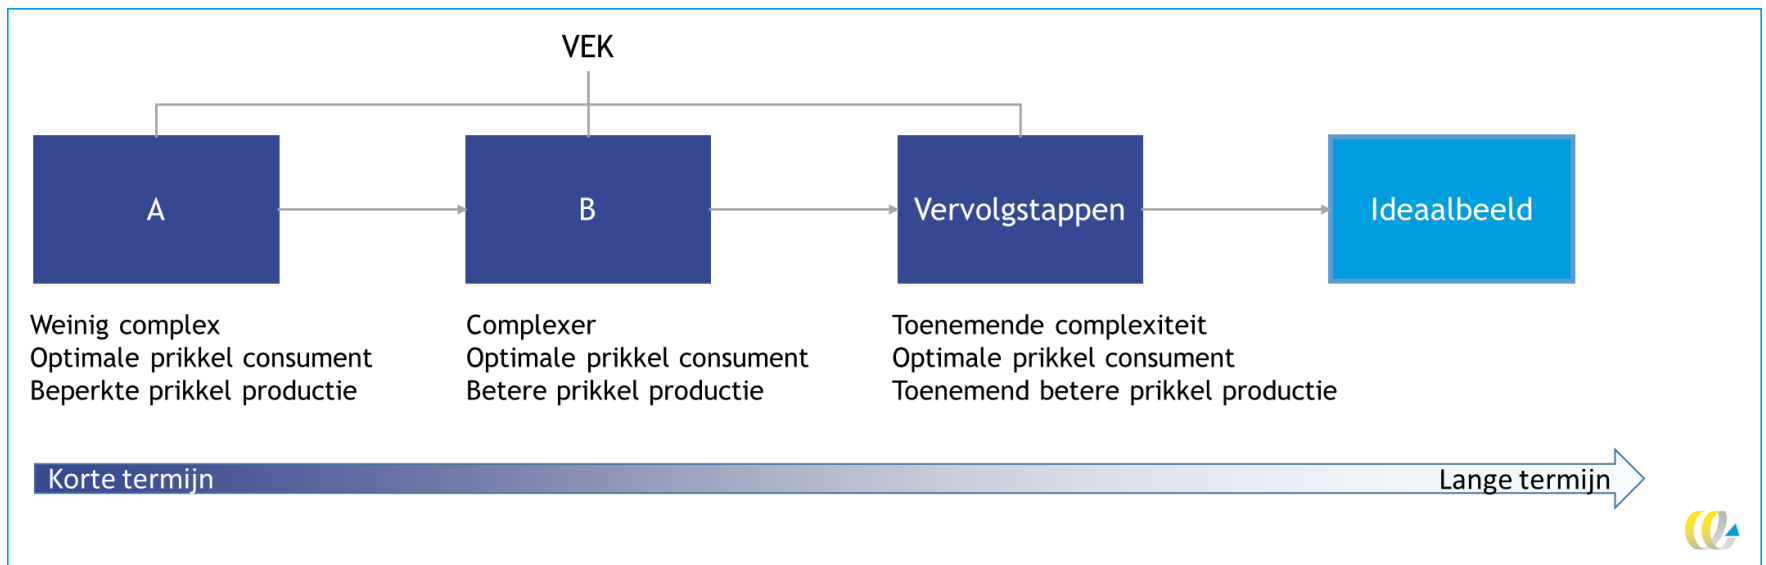 VEK
A
B
Vervolgstappen
Ideaalbeeld
Weinig complex
Optimale prikkel consument
Beperkte prikkel productie
Complexer
Optimale prikkel consument
Betere prikkel productie
Toenemende complexiteit
Optimale prikkel consument
Toenemend betere prikkel productie
Korte termijn
Lange termijn